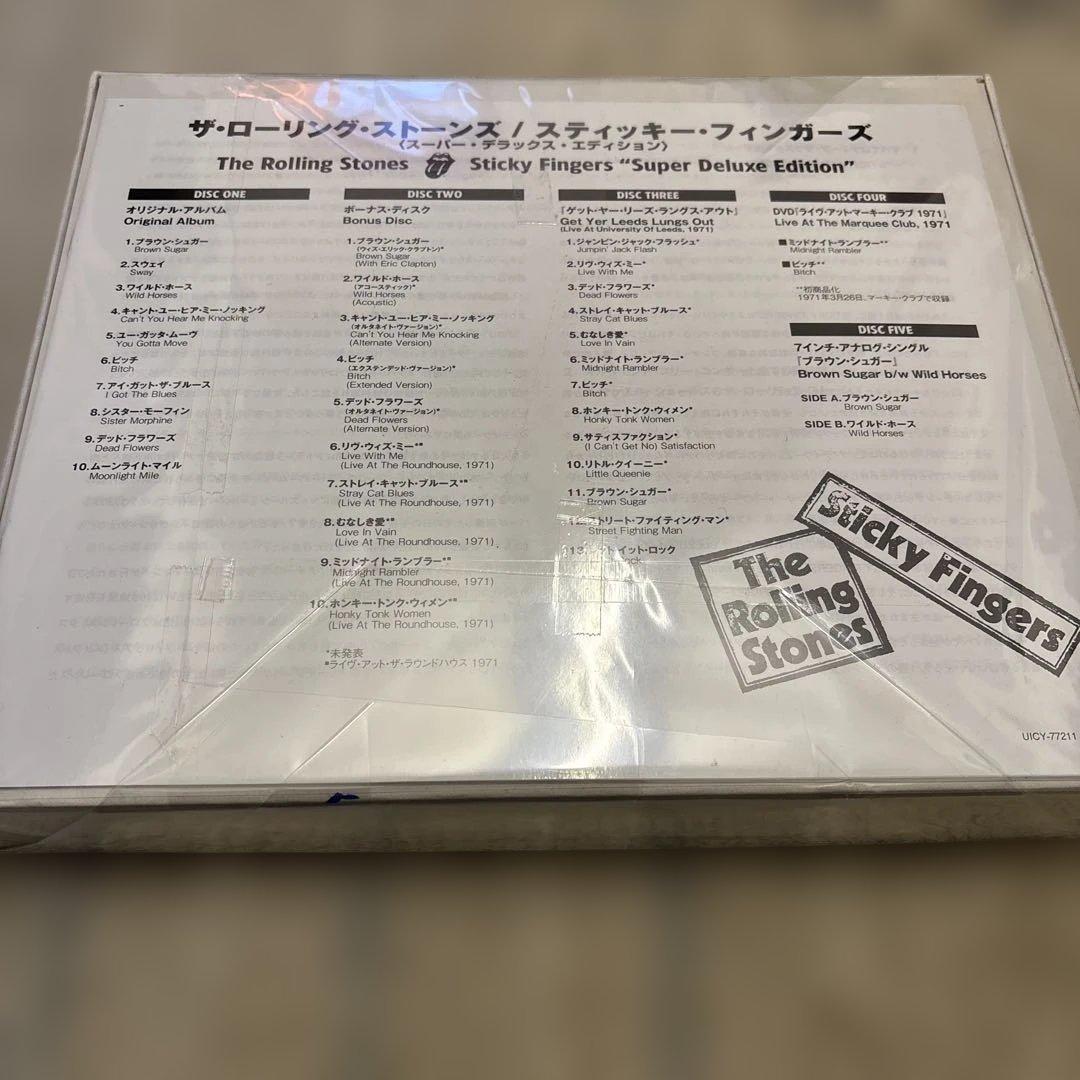 ザ・ローリング・ストーンズ / スティッキー・フィンガーズ
〈スーパー・デラックス・エディション〉
The Rolling Stones Sticky Fingers “Super Deluxe Edition”
DISC ONE
オリジナル・アルバム
Original Album
1.ブラウン・シュガー
Brown Sugar
2.スウェイ
Sway
3.ワイルド・ホース
Wild Horses
4.キャント・ユー・ヒア・ミー・ノッキング
Can't You Hear Me Knocking
5.ユー・ガッタ・ムーヴ
You Gotta Move
6.ビッチ
Bitch
7.アイ・ガット・ザ・ブルース
I Got The Blues
8.シスター・モーフィン
Sister Morphine
9.デッド・フラワーズ
Dead Flowers
10.ムーンライト・マイル
Moonlight Mile
DISC TWO
ボーナス・ディスク
Bonus Disc
1.ブラウン・シュガー
(ウィズ・エリック・クラプトン)*
Brown Sugar
(With Eric Clapton)
2.ワイルド・ホース
(アコースティック)*
Wild Horses
(Acoustic)
3.キャント・ユー・ヒア・ミー・ノッキング
(オルタネイト・ヴァージョン)*
Can't You Hear Me Knocking
(Alternate Version)
4.ビッチ
(エクステンデッド・ヴァージョン)*
Bitch
(Extended Version)
5.デッド・フラワーズ
(オルタネイト・ヴァージョン)*
Dead Flowers
(Alternate Version)
6.リヴ・ウィズ・ミー*■
Live With Me
(Live At The Roundhouse, 1971)
7.ストレイ・キャット・ブルース*■
Stray Cat Blues
(Live At The Roundhouse, 1971)
8.むなしき愛*■
Love In Vain
(Live At The Roundhouse, 1971)
9.ミッドナイト・ランブラー*■
Midnight Rambler
(Live At The Roundhouse, 1971)
10.ホンキー・トンク・ウィメン*■
Honky Tonk Women
(Live At The Roundhouse, 1971)
*未発表
■ライヴ・アット・ザ・ラウンドハウス 1971
DISC THREE
『ゲット・ヤー・リーズ・ラングス・アウト』
Get Yer Leeds Lungs Out
(Live At University Of Leeds, 1971)
1.ジャンピン・ジャック・フラッシュ*
Jumpin' Jack Flash
2.リヴ・ウィズ・ミー*
Live With Me
3.デッド・フラワーズ*
Dead Flowers
4.ストレイ・キャット・ブルース*
Stray Cat Blues
5.むなしき愛*
Love In Vain
6.ミッドナイト・ランブラー*
Midnight Rambler
7.ビッチ*
Bitch
8.ホンキー・トンク・ウィメン*
Honky Tonk Women
9.サティスファクション*
(I Can't Get No) Satisfaction
10.リトル・クイーニー*
Little Queenie
11.ブラウン・シュガー*
Brown Sugar
12.ストリート・ファイティング・マン*
Street Fighting Man
13.
イット・ロック
DISC FOUR
DVD『ライヴ・アット・マーキー・クラブ 1971』
Live At The Marquee Club, 1971
■ミッドナイト・ランブラー**
Midnight Rambler
■ビッチ**
Bitch
**初商品化
1971年3月26日、マーキー・クラブで収録
DISC FIVE
7インチ・アナログ・シングル
『ブラウン・シュガー』
Brown Sugar b/w Wild Horses
SIDE A.ブラウン・シュガー
Brown Sugar
SIDE B.ワイルド・ホース
Wild Horses
Sticky Fingers
The
Rolling
Stones
UICY-77211